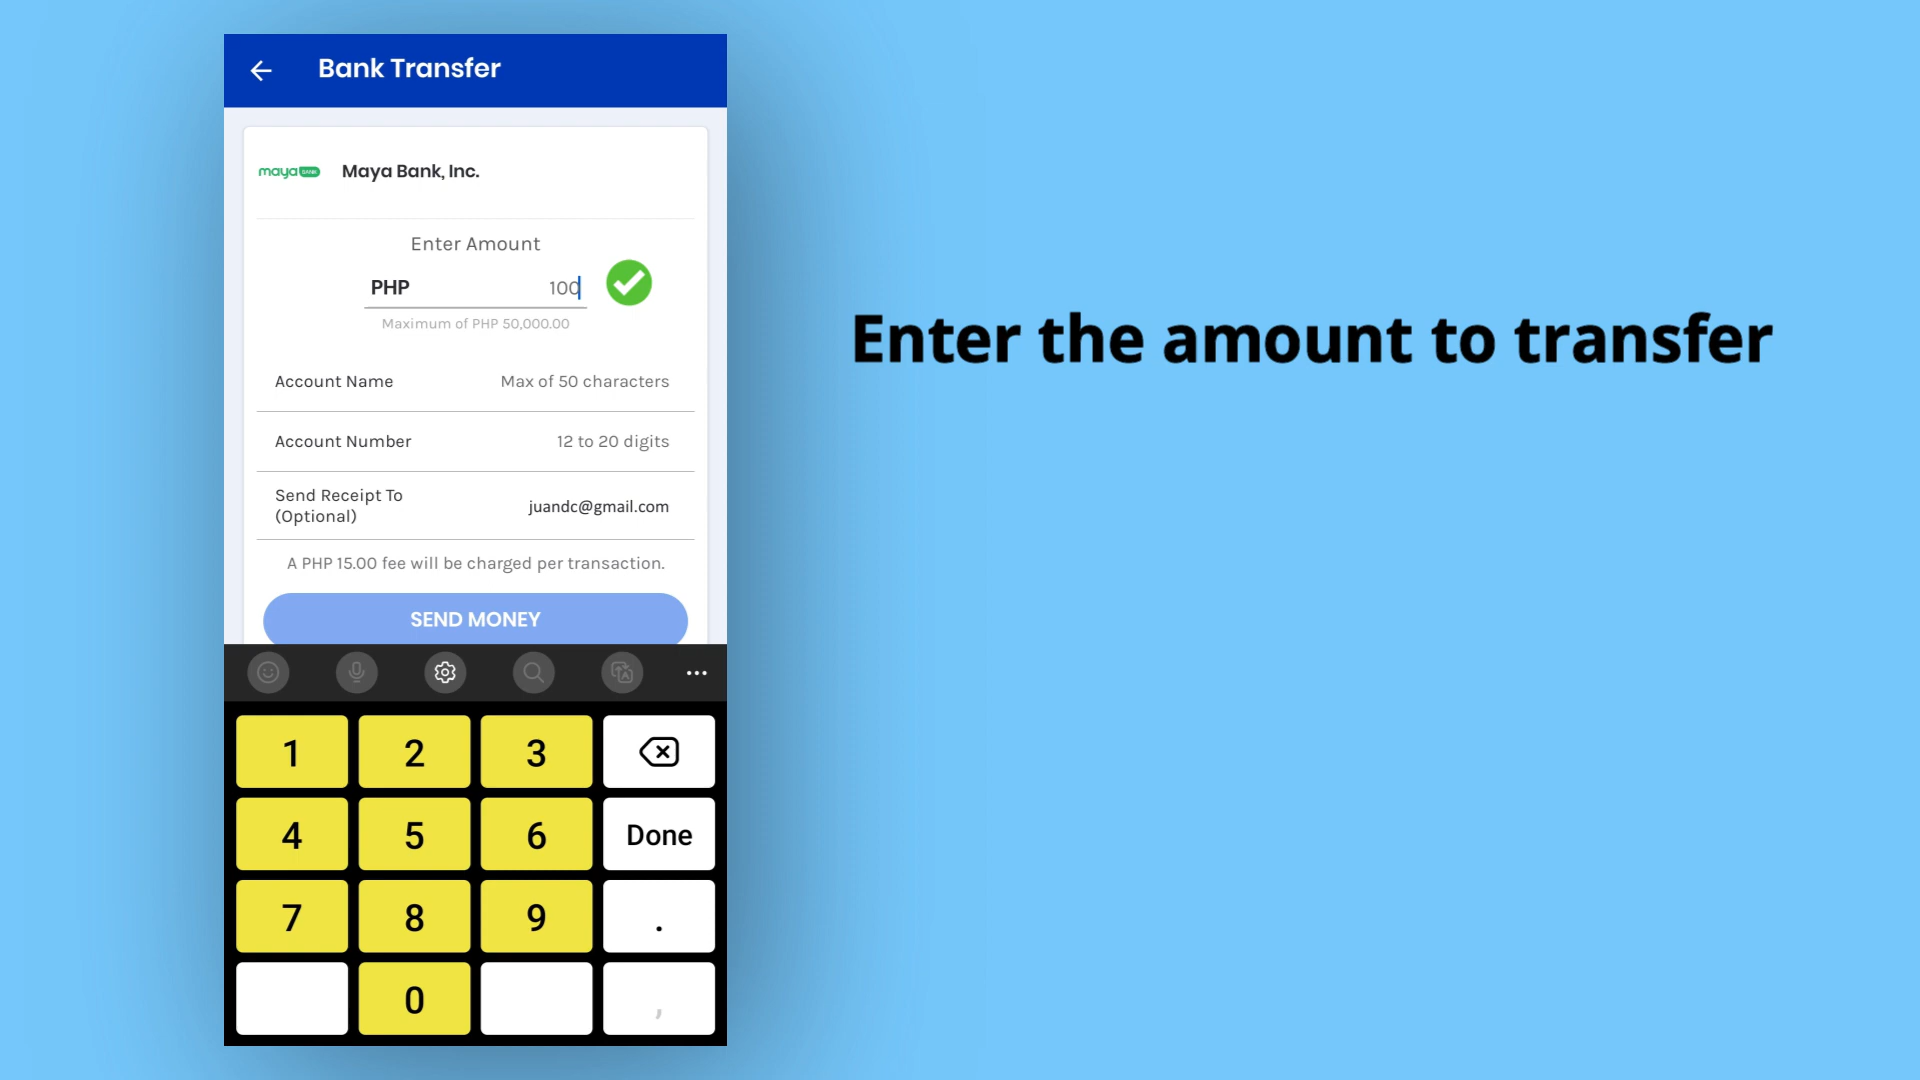 Bank Transfer
maya BANK Maya Bank, Inc.
Enter Amount
PHP 100
Maximum of PHP 50,000.00
Account Name Max of 50 characters
Account Number 12 to 20 digits
Send Receipt To
(Optional) juandc@gmail.com
A PHP 15.00 fee will be charged per transaction.
SEND MONEY
1 2 3
4 5 6 Done
7 8 9 .
0 ,
Enter the amount to transfer